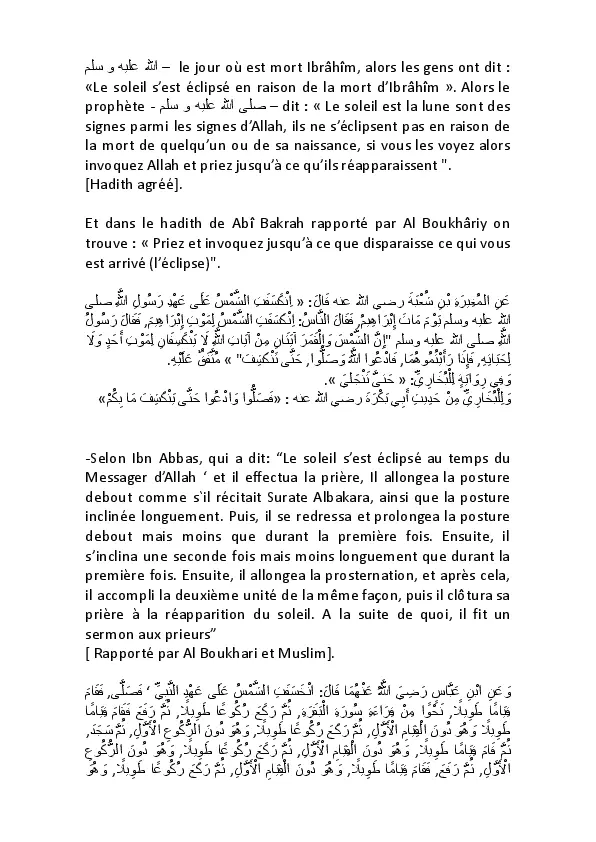 الله عليه و سلم – le jour où est mort Ibrâhîm, alors les gens ont dit :
«Le soleil s’est éclipsé en raison de la mort d’Ibrâhîm ». Alors le
prophète - صلى الله عليه و سلم – dit : « Le soleil est la lune sont des
signes parmi les signes d’Allah, ils ne s’éclipsent pas en raison de
la mort de quelqu’un ou de sa naissance, si vous les voyez alors
invoquez Allah et priez jusqu’à ce qu’ils réapparaissent ".
[Hadith agréé].
Et dans le hadith de Abî Bakrah rapporté par Al Boukhâriy on
trouve : « Priez et invoquez jusqu’à ce que disparaisse ce qui vous
est arrivé (l’éclipse)".
عَنِ المُغِيرَةِ بْنِ شُعْبَةَ رضي الله عنه قَالَ: « اِنْكَسَفَتِ الشَّمْسُ عَلَى عَهْدِ رَسُولِ اللَّهِ صلى
الله عليه وسلم يَوْمَ مَاتَ إِبْرَاهِيمُ, فَقَالَ النَّاسُ: اِنْكَسَفَتِ الشَّمْسُ لِمَوْتِ إِبْرَاهِيمَ, فَقَالَ رَسُولُ
اللَّهِ صلى الله عليه وسلم "إِنَّ الشَّمْسَ وَالْقَمَرَ آيَتَانِ مِنْ آيَاتِ اللَّهِ لَا يَنْكَسِفَانِ لِمَوْتِ أَحَدٍ وَلَا
لِحَيَاتِهِ, فَإِذَا رَأَيْتُمُوهُمَا, فَادْعُوا اللَّهَ وَصَلُّوا, حَتَّى تَنْكَشِفَ" » مُتَّفَقٌ عَلَيْهِ.
وَفِي رِوَايَةٍ لِلْبُخَارِيِّ: « حَتَّى تَنْجَلِيَ ».
وَلِلْبُخَارِيِّ مِنْ حَدِيثِ أَبِي بَكْرَةَ رضي الله عنه : «فَصَلُّوا وَادْعُوا حَتَّى يَنْكَشِفَ مَا بِكُمْ»
-Selon Ibn Abbas, qui a dit: “Le soleil s’est éclipsé au temps du
Messager d’Allah ‘ et il effectua la prière, Il allongea la posture
debout comme s`il récitait Surate Albakara, ainsi que la posture
inclinée longuement. Puis, il se redressa et prolongea la posture
debout mais moins que durant la première fois. Ensuite, il
s’inclina une seconde fois mais moins longuement que durant la
première fois. Ensuite, il allongea la prosternation, et après cela,
il accompli la deuxième unité de la même façon, puis il clôtura sa
prière à la réapparition du soleil. A la suite de quoi, il fit un
sermon aux prieurs”
[ Rapporté par Al Boukhari et Muslim].
وَعَنِ ابْنِ عَبَّاسٍ رَضِيَ اللَّهُ عَنْهُمَا قَالَ: انْخَسَفَتِ الشَّمْسُ عَلَى عَهْدِ النَّبِيِّ ‘ فَصَلَّى, فَقَامَ
قِيَامًا طَوِيلًا, نَحْوًا مِنْ قِرَاءَةِ سُورَةِ الْبَقَرَةِ, ثُمَّ رَكَعَ رُكُوعًا طَوِيلًا, ثُمَّ رَفَعَ فَقَامَ قِيَامًا
طَوِيلًا وَهُوَ دُونَ الْقِيَامِ الْأَوَّلِ, ثُمَّ رَكَعَ رُكُوعًا طَوِيلًا, وَهُوَ دُونَ الرُّكُوعِ الْأَوَّلِ, ثُمَّ سَجَدَ,
ثُمَّ قَامَ قِيَامًا طَوِيلًا, وَهُوَ دُونَ الْقِيَامِ الْأَوَّلِ, ثُمَّ رَكَعَ رُكُوعًا طَوِيلًا, وَهُوَ دُونَ الرُّكُوعِ
الْأَوَّلِ, ثُمَّ رَفَعَ, فَقَامَ قِيَامًا طَوِيلًا, وَهُوَ دُونَ الْقِيَامِ الْأَوَّلِ, ثُمَّ رَكَعَ رُكُوعًا طَوِيلًا, وَهُوَ